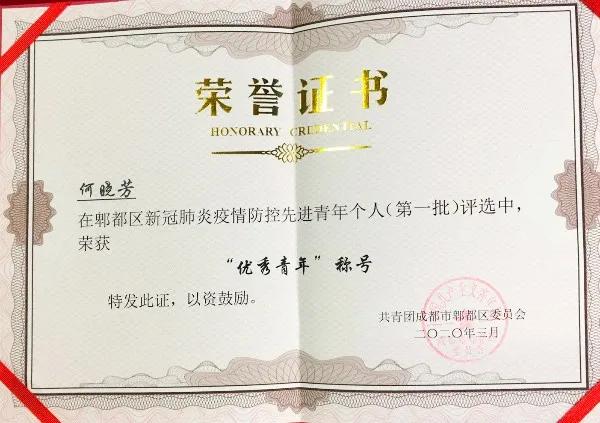 荣誉证书
HONORARY CREDENTIAL
何晓芳
在郫都区新冠肺炎疫情防控先进青年个人(第一批)评选中,
荣获
“优秀青年”称号
特发此证,以资鼓励。
共青团成都市郫都区委员会
二〇二〇年三月